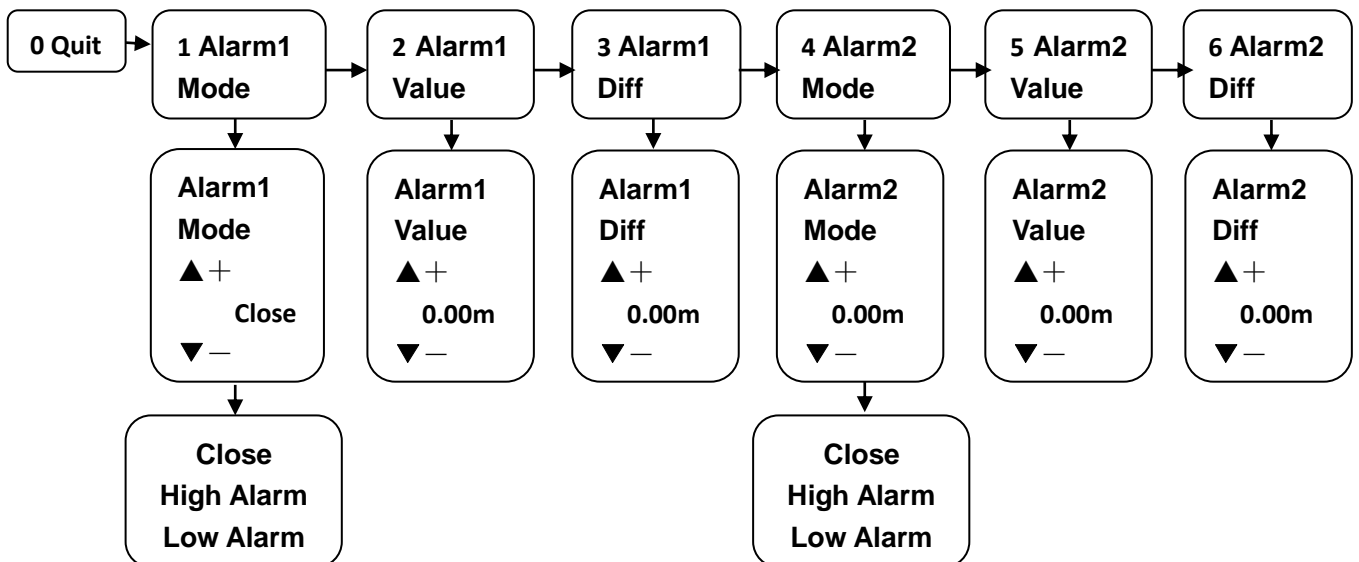 0 Quit
1 Alarm1
Mode
2 Alarm1
Value
3 Alarm1
Diff
4 Alarm2
Mode
5 Alarm2
Value
6 Alarm2
Diff
Alarm1
Mode
▲+
Close
▼—
Alarm1
Value
▲+
0.00m
▼—
Alarm1
Diff
▲+
0.00m
▼—
Alarm2
Mode
▲+
0.00m
▼—
Alarm2
Value
▲+
0.00m
▼—
Alarm2
Diff
▲+
0.00m
▼—
Close
High Alarm
Low Alarm
Close
High Alarm
Low Alarm